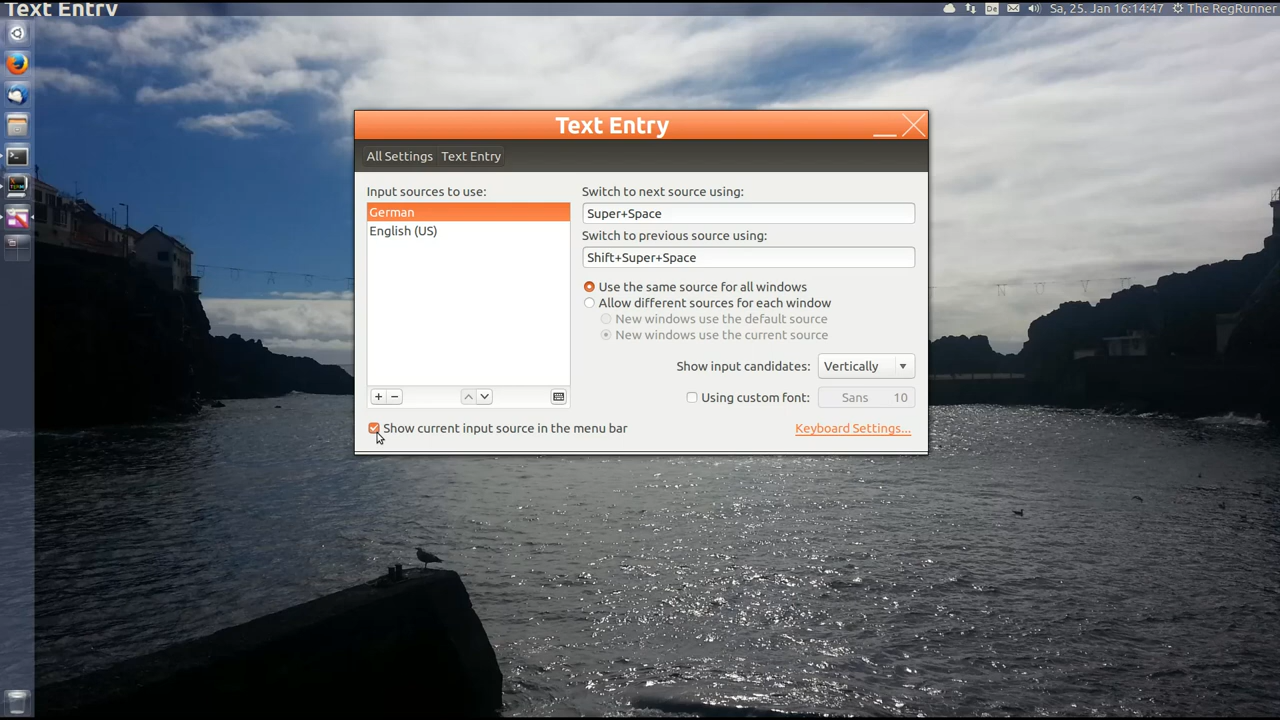 Text Entry
De
Sa, 25. Jan 16:14:47
The RegRunner
Text Entry
All Settings
Text Entry
Input sources to use:
German
English (US)
Switch to next source using:
Super+Space
Switch to previous source using:
Shift+Super+Space
Use the same source for all windows
Allow different sources for each window
New windows use the default source
New windows use the current source
Show input candidates:
Vertically
Using custom font:
Sans 10
Show current input source in the menu bar
Keyboard Settings...